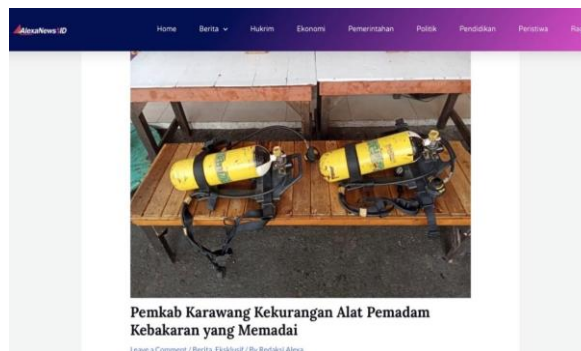 AlexaNews.ID
Home Berita Hukrim Ekonomi Pemerintahan Politik Pendidikan Peristiwa
Pemkab Karawang Kekurangan Alat Pemadam
Kebakaran yang Memadai
Leave a Comment / Berita, Eksklusif / By Redaksi Alexa